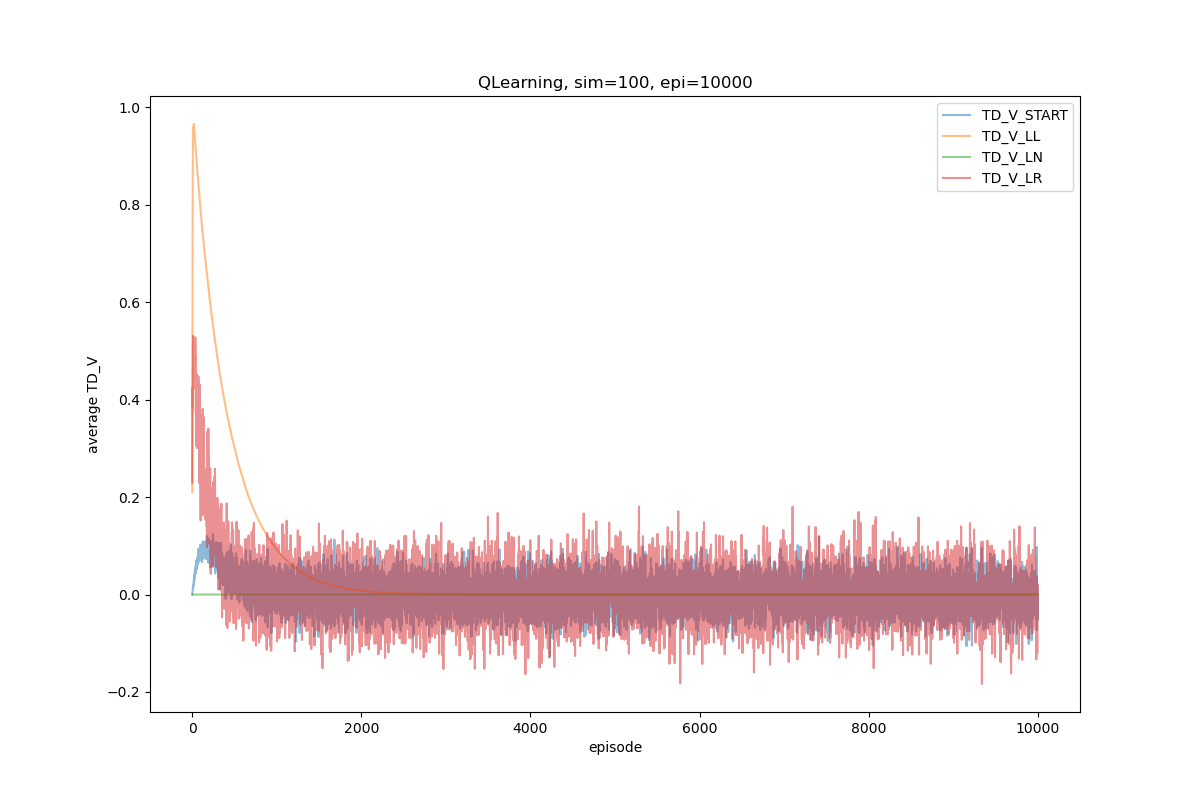 QLearning, sim=100, epi=10000
TD_V_START
TD_V_LL
TD_V_LN
TD_V_LR
average TD_V
1.0
0.8
0.6
0.4
0.2
0.0
−0.2
0 2000 4000 6000 8000 10000
episode